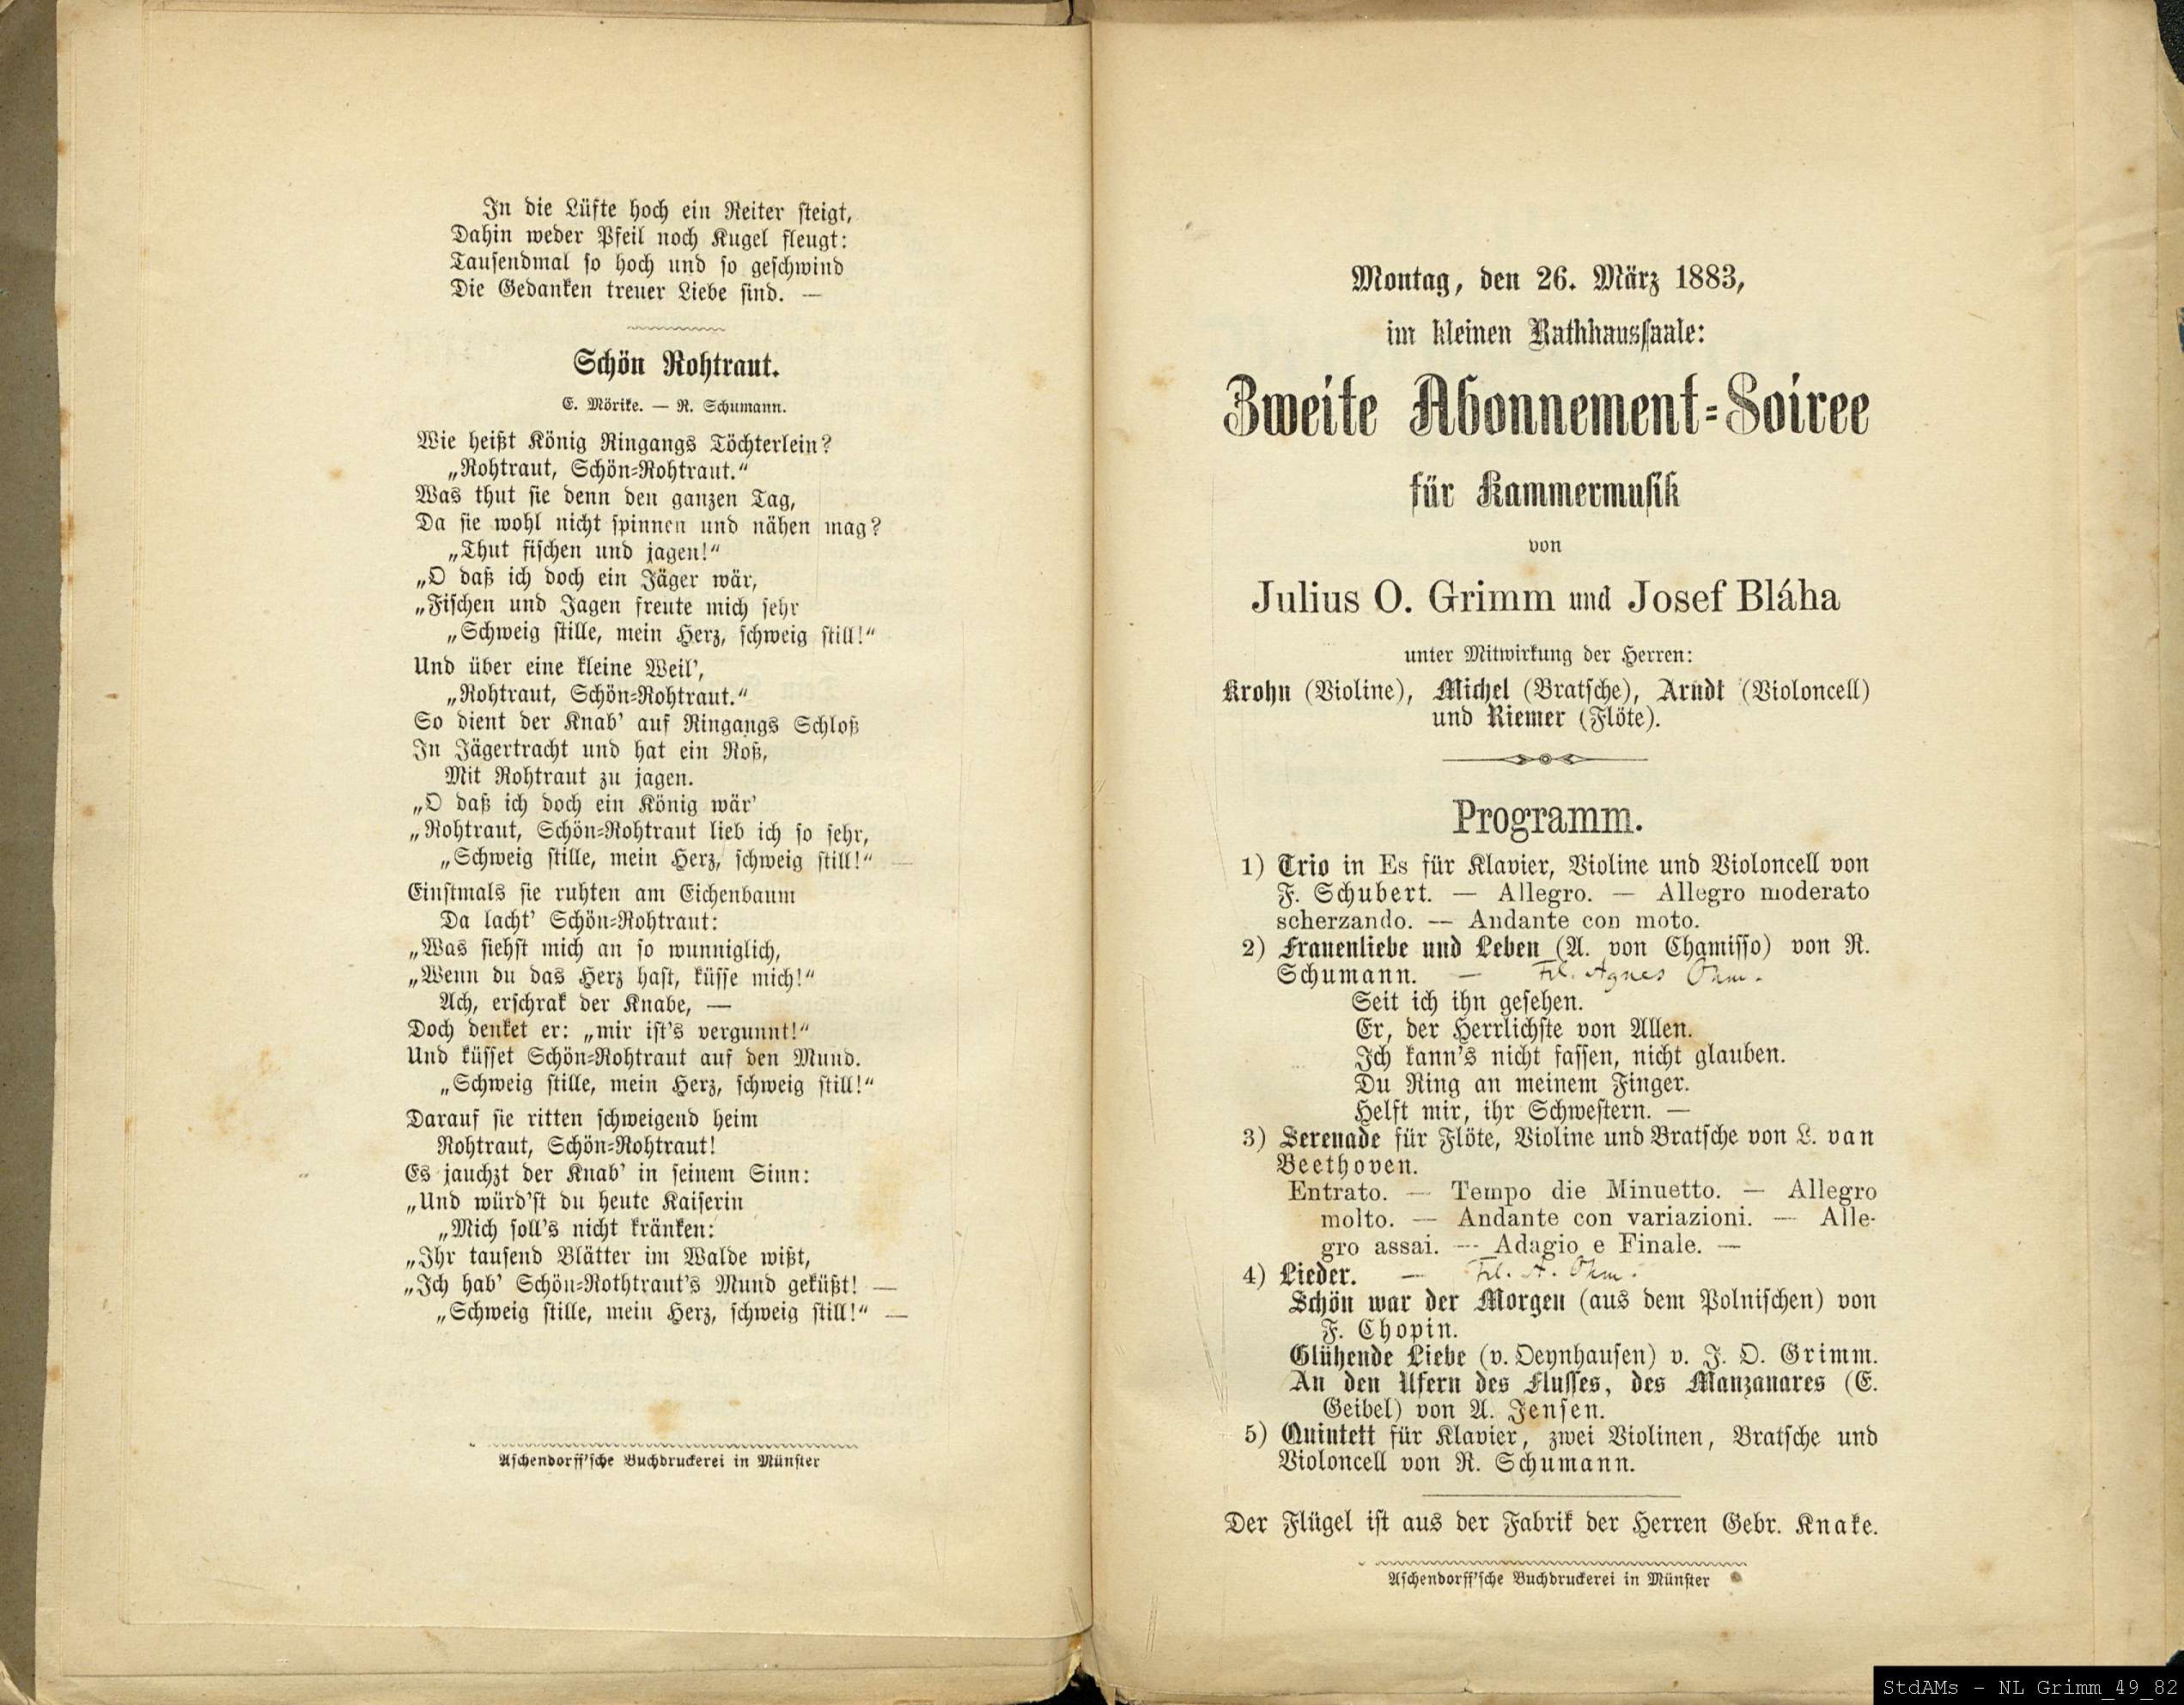 In die Lüfte hoch ein Reiter steigt,
Dahin weder Pfeil noch Kugel fleugt:
Tausendmal so hoch und so geschwind
Die Gedanken treuer Liebe sind. —
Schön Rohtraut.
E. Mörike. — R. Schumann.
Wie heißt König Ringangs Töchterlein?
„Rohtraut, Schön-Rohtraut.“
Was thut sie denn den ganzen Tag,
Da sie wohl nicht spinnen und nähen mag?
„Thut fischen und jagen!“
„O daß ich doch ein Jäger wär,
„Fischen und Jagen freute mich sehr
„Schweig stille, mein Herz, schweig still!“
Und über eine kleine Weil’,
„Rohtraut, Schön-Rohtraut.“
So dient der Knab’ auf Ringangs Schloß
In Jägertracht und hat ein Roß,
Mit Rohtraut zu jagen.
„O daß ich doch ein König wär’
„Rohtraut, Schön-Rohtraut lieb ich so sehr,
„Schweig stille, mein Herz, schweig still!“ —
Einstmals sie ruhten am Eichenbaum
Da lacht’ Schön-Rohtraut:
„Was siehst mich an so wunniglich,
„Wenn du das Herz hast, küsse mich!“
Ach, erschrak der Knabe, —
Doch denket er: „mir ist’s vergunnt!“
Und küsset Schön-Rohtraut auf den Mund.
„Schweig stille, mein Herz, schweig still!“
Darauf sie ritten schweigend heim
Rohtraut, Schön-Rohtraut!
Es jauchzt der Knab’ in seinem Sinn:
„Und würd’st du heute Kaiserin
„Mich soll’s nicht kränken:
„Ihr tausend Blätter im Walde wißt,
„Ich hab’ Schön-Rothtraut’s Mund geküßt! —
„Schweig stille, mein Herz, schweig still!“ —
Aschendorff’sche Buchdruckerei in Münster
Montag, den 26. März 1883,
im kleinen Rathhaussaale:
Zweite Abonnement-Soiree
für Kammermusik
von
Julius O. Grimm und Josef Bláha
unter Mitwirkung der Herren:
Krohn (Violine), Michel (Bratsche), Arndt (Violoncell)
und Riemer (Flöte).
Programm.
1) Trio in Es für Klavier, Violine und Violoncell von
F. Schubert. — Allegro. — Allegro moderato
scherzando. — Andante con moto.
2) Frauenliebe und Leben (A. von Chamisso) von R.
Schumann. — Frl. Agnes Ohm.
Seit ich ihn gesehen.
Er, der Herrlichste von Allen.
Ich kann’s nicht fassen, nicht glauben.
Du Ring an meinem Finger.
Helft mir, ihr Schwestern. —
3) Serenade für Flöte, Violine und Bratsche von L. van
Beethoven.
Entrato. — Tempo die Minuetto. — Allegro
molto. — Andante con variazioni. — Alle-
gro assai. — Adagio e Finale. —
4) Lieder. — Frl. A. Ohm.
Schön war der Morgen (aus dem Polnischen) von
F. Chopin.
Glühende Liebe (v. Oeynhausen) v. J. O. Grimm.
An den Ufern des Flusses, des Manzanares (E.
Geibel) von A. Jensen.
5) Quintett für Klavier, zwei Violinen, Bratsche und
Violoncell von R. Schumann.
Der Flügel ist aus der Fabrik der Herren Gebr. Knake.
Aschendorff’sche Buchdruckerei in Münster
StdAMs - NL Grimm_49_82